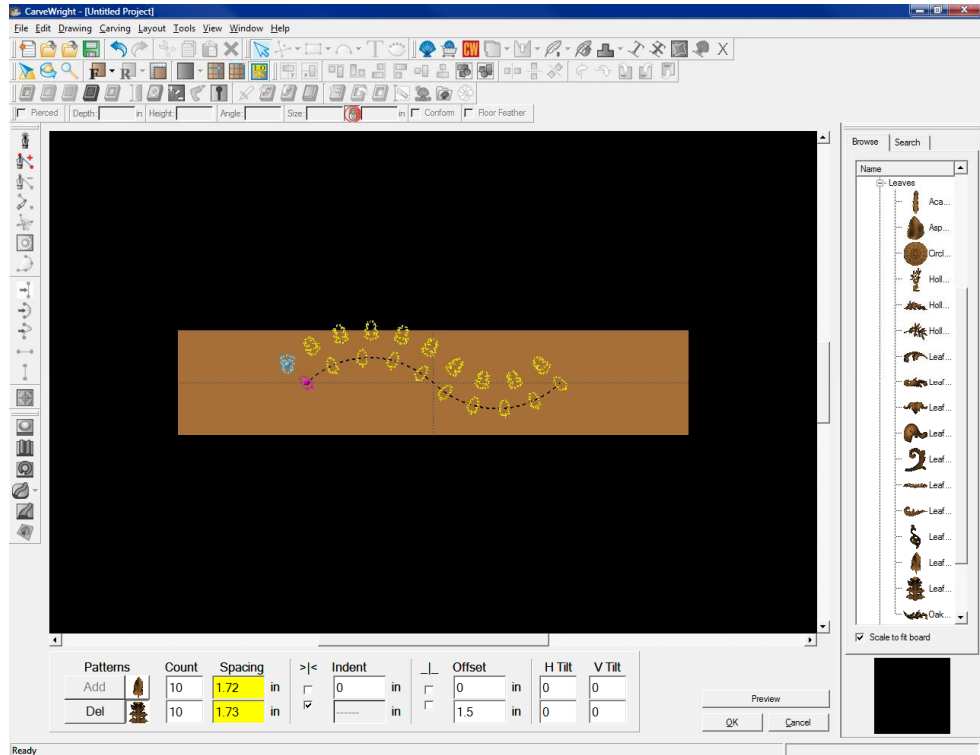 CarveWright - [Untitled Project]
File Edit Drawing Carving Layout Tools View Window Help
Pierced Depth: in Height: Angle: Size: in Conform Floor Feather
Browse Search
Name
Leaves
Aca...
Asp...
Circl...
Holl...
Holl...
Holl...
Leaf...
Leaf...
Leaf...
Leaf...
Leaf...
Leaf...
Leaf...
Leaf...
Leaf...
Leaf...
Oak...
Scale to fit board
Patterns Count Spacing >|< Indent _|_ Offset H Tilt V Tilt
Add 10 1.72 in 0 in 0 in 0 0
Del 10 1.73 in ------ in 1.5 in 0 0
Preview
OK Cancel
Ready